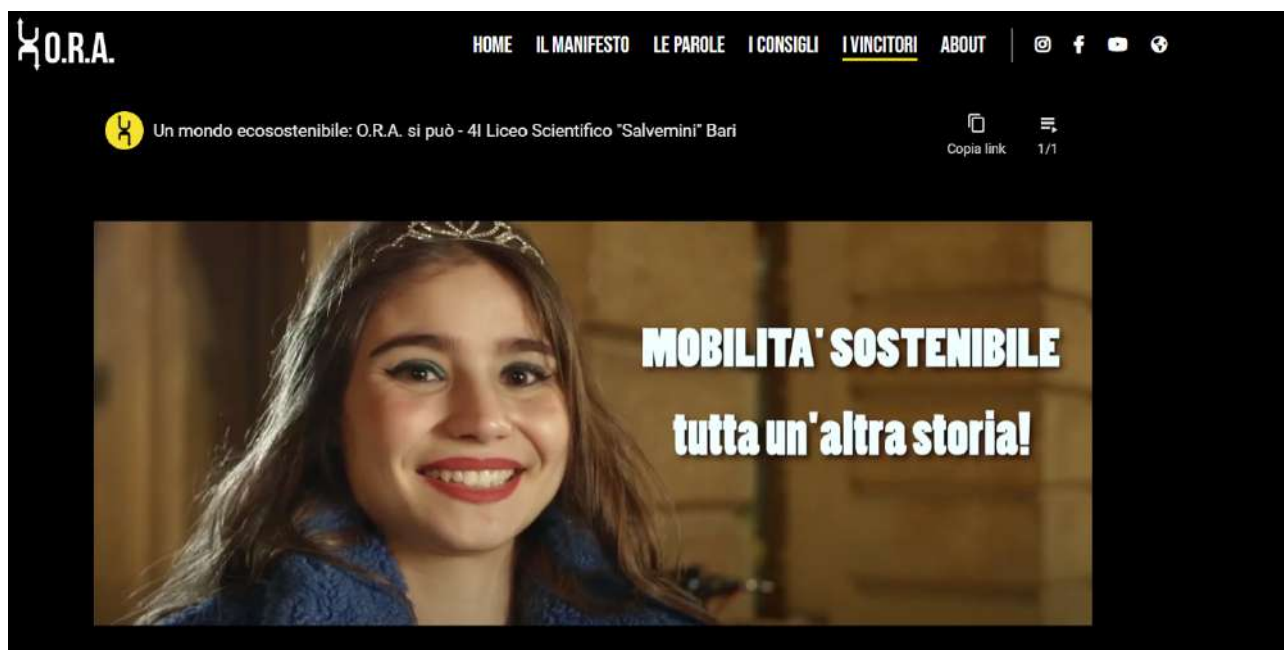 O.R.A.
HOME IL MANIFESTO LE PAROLE I CONSIGLI I VINCITORI ABOUT
Un mondo ecosostenibile: O.R.A. si può - 4I Liceo Scientifico "Salvemini" Bari
Copia link 1/1
MOBILITA' SOSTENIBILE
tutta un'altra storia!